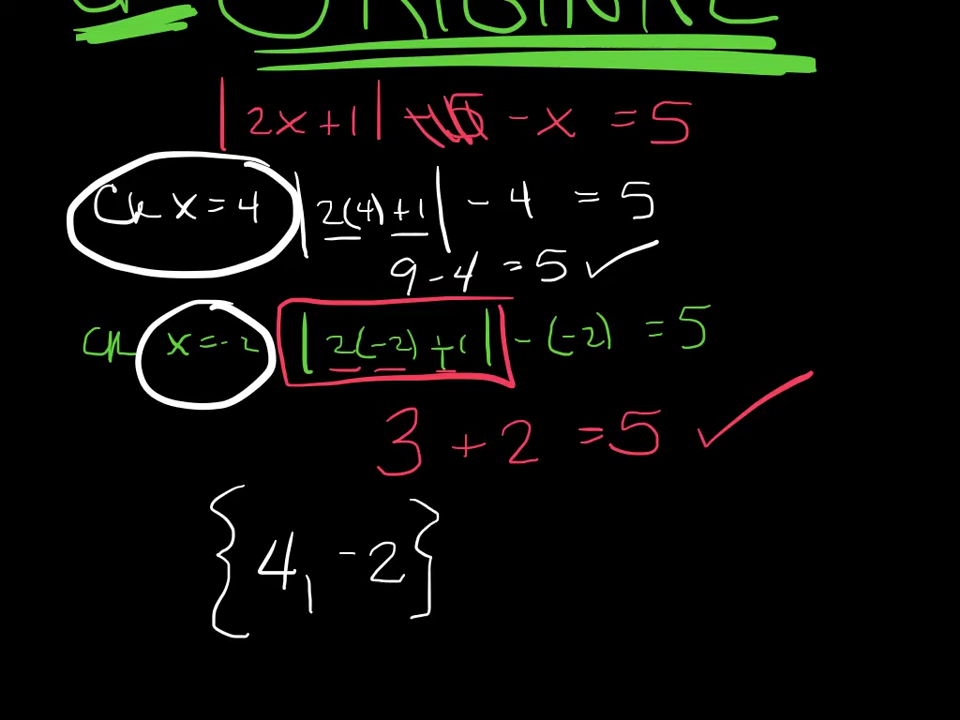 ORIGINAL
|2x+1| - x = 5
CK x = 4 |2(4) + 1| - 4 = 5
9 - 4 = 5 ✓
CK x = -2 |2(-2) + 1| - (-2) = 5
3 + 2 = 5 ✓
{4, -2}